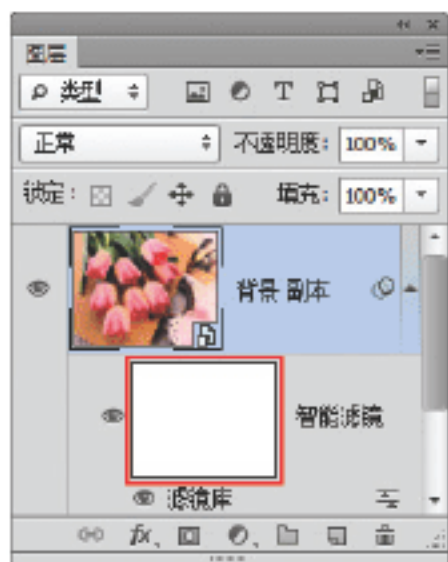 图层
类型 T
正常 不透明度: 100%
锁定: 填充: 100%
背景 副本
智能滤镜
滤镜库
fx